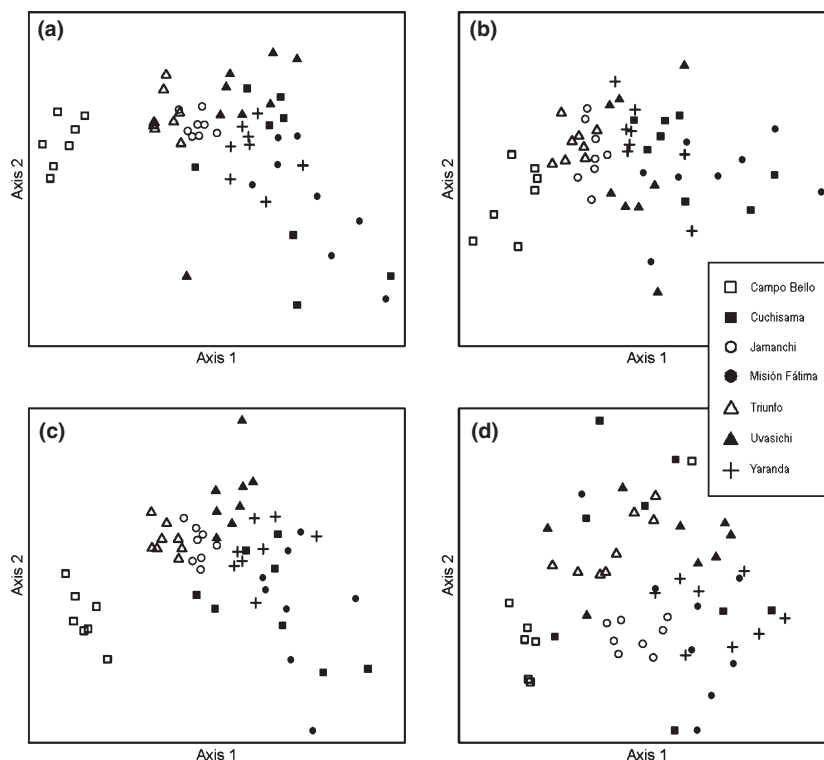 (a)
Axis 2
Axis 1
(b)
Axis 2
Axis 1
Campo Bello
Cuchisama
Jamanchi
Misión Fátima
Triunfo
Uvasichi
Yaranda
(c)
Axis 2
Axis 1
(d)
Axis 2
Axis 1